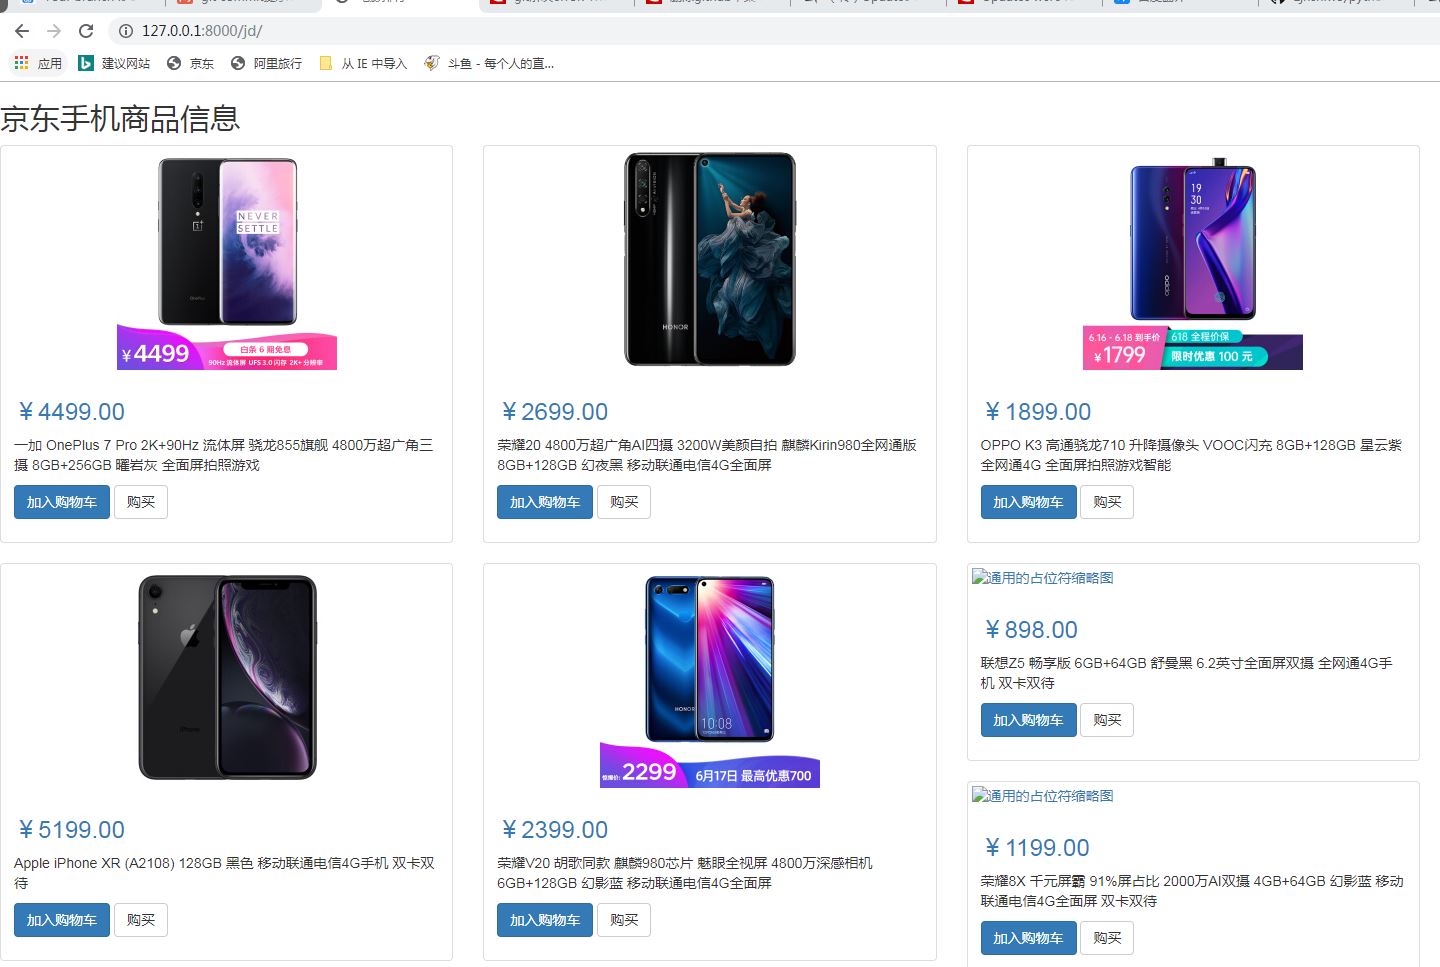 127.0.0.1:8000/jd/
应用
建议网站
京东
阿里旅行
从 IE 中导入
斗鱼 - 每个人的直...
京东手机商品信息
NEVER
SETTLE
¥4499
白条 6 期免息
90Hz 流体屏 UFS 3.0 闪存 2K+ 分辨率
¥ 4499.00
一加 OnePlus 7 Pro 2K+90Hz 流体屏 骁龙855旗舰 4800万超广角三
摄 8GB+256GB 曜岩灰 全面屏拍照游戏
加入购物车 购买
HONOR
¥ 2699.00
荣耀20 4800万超广角AI四摄 3200W美颜自拍 麒麟Kirin980全网通版
8GB+128GB 幻夜黑 移动联通电信4G全面屏
加入购物车 购买
19
30
OPPO
6.16 - 6.18 到手价
¥1799
618 全程价保
限时优惠 100 元
¥ 1899.00
OPPO K3 高通骁龙710 升降摄像头 VOOC闪充 8GB+128GB 星云紫
全网通4G 全面屏拍照游戏智能
加入购物车 购买
iPhone
¥ 5199.00
Apple iPhone XR (A2108) 128GB 黑色 移动联通电信4G手机 双卡双
待
加入购物车 购买
HONOR
10:08
2299
6月17日 最高优惠700
¥ 2399.00
荣耀V20 胡歌同款 麒麟980芯片 魅眼全视屏 4800万深感相机
6GB+128GB 幻影蓝 移动联通电信4G全面屏
加入购物车 购买
通用的占位符缩略图
¥ 898.00
联想Z5 畅享版 6GB+64GB 舒曼黑 6.2英寸全面屏双摄 全网通4G手
机 双卡双待
加入购物车 购买
通用的占位符缩略图
¥ 1199.00
荣耀8X 千元屏霸 91%屏占比 2000万AI双摄 4GB+64GB 幻影蓝 移动
联通电信4G全面屏 双卡双待
加入购物车 购买